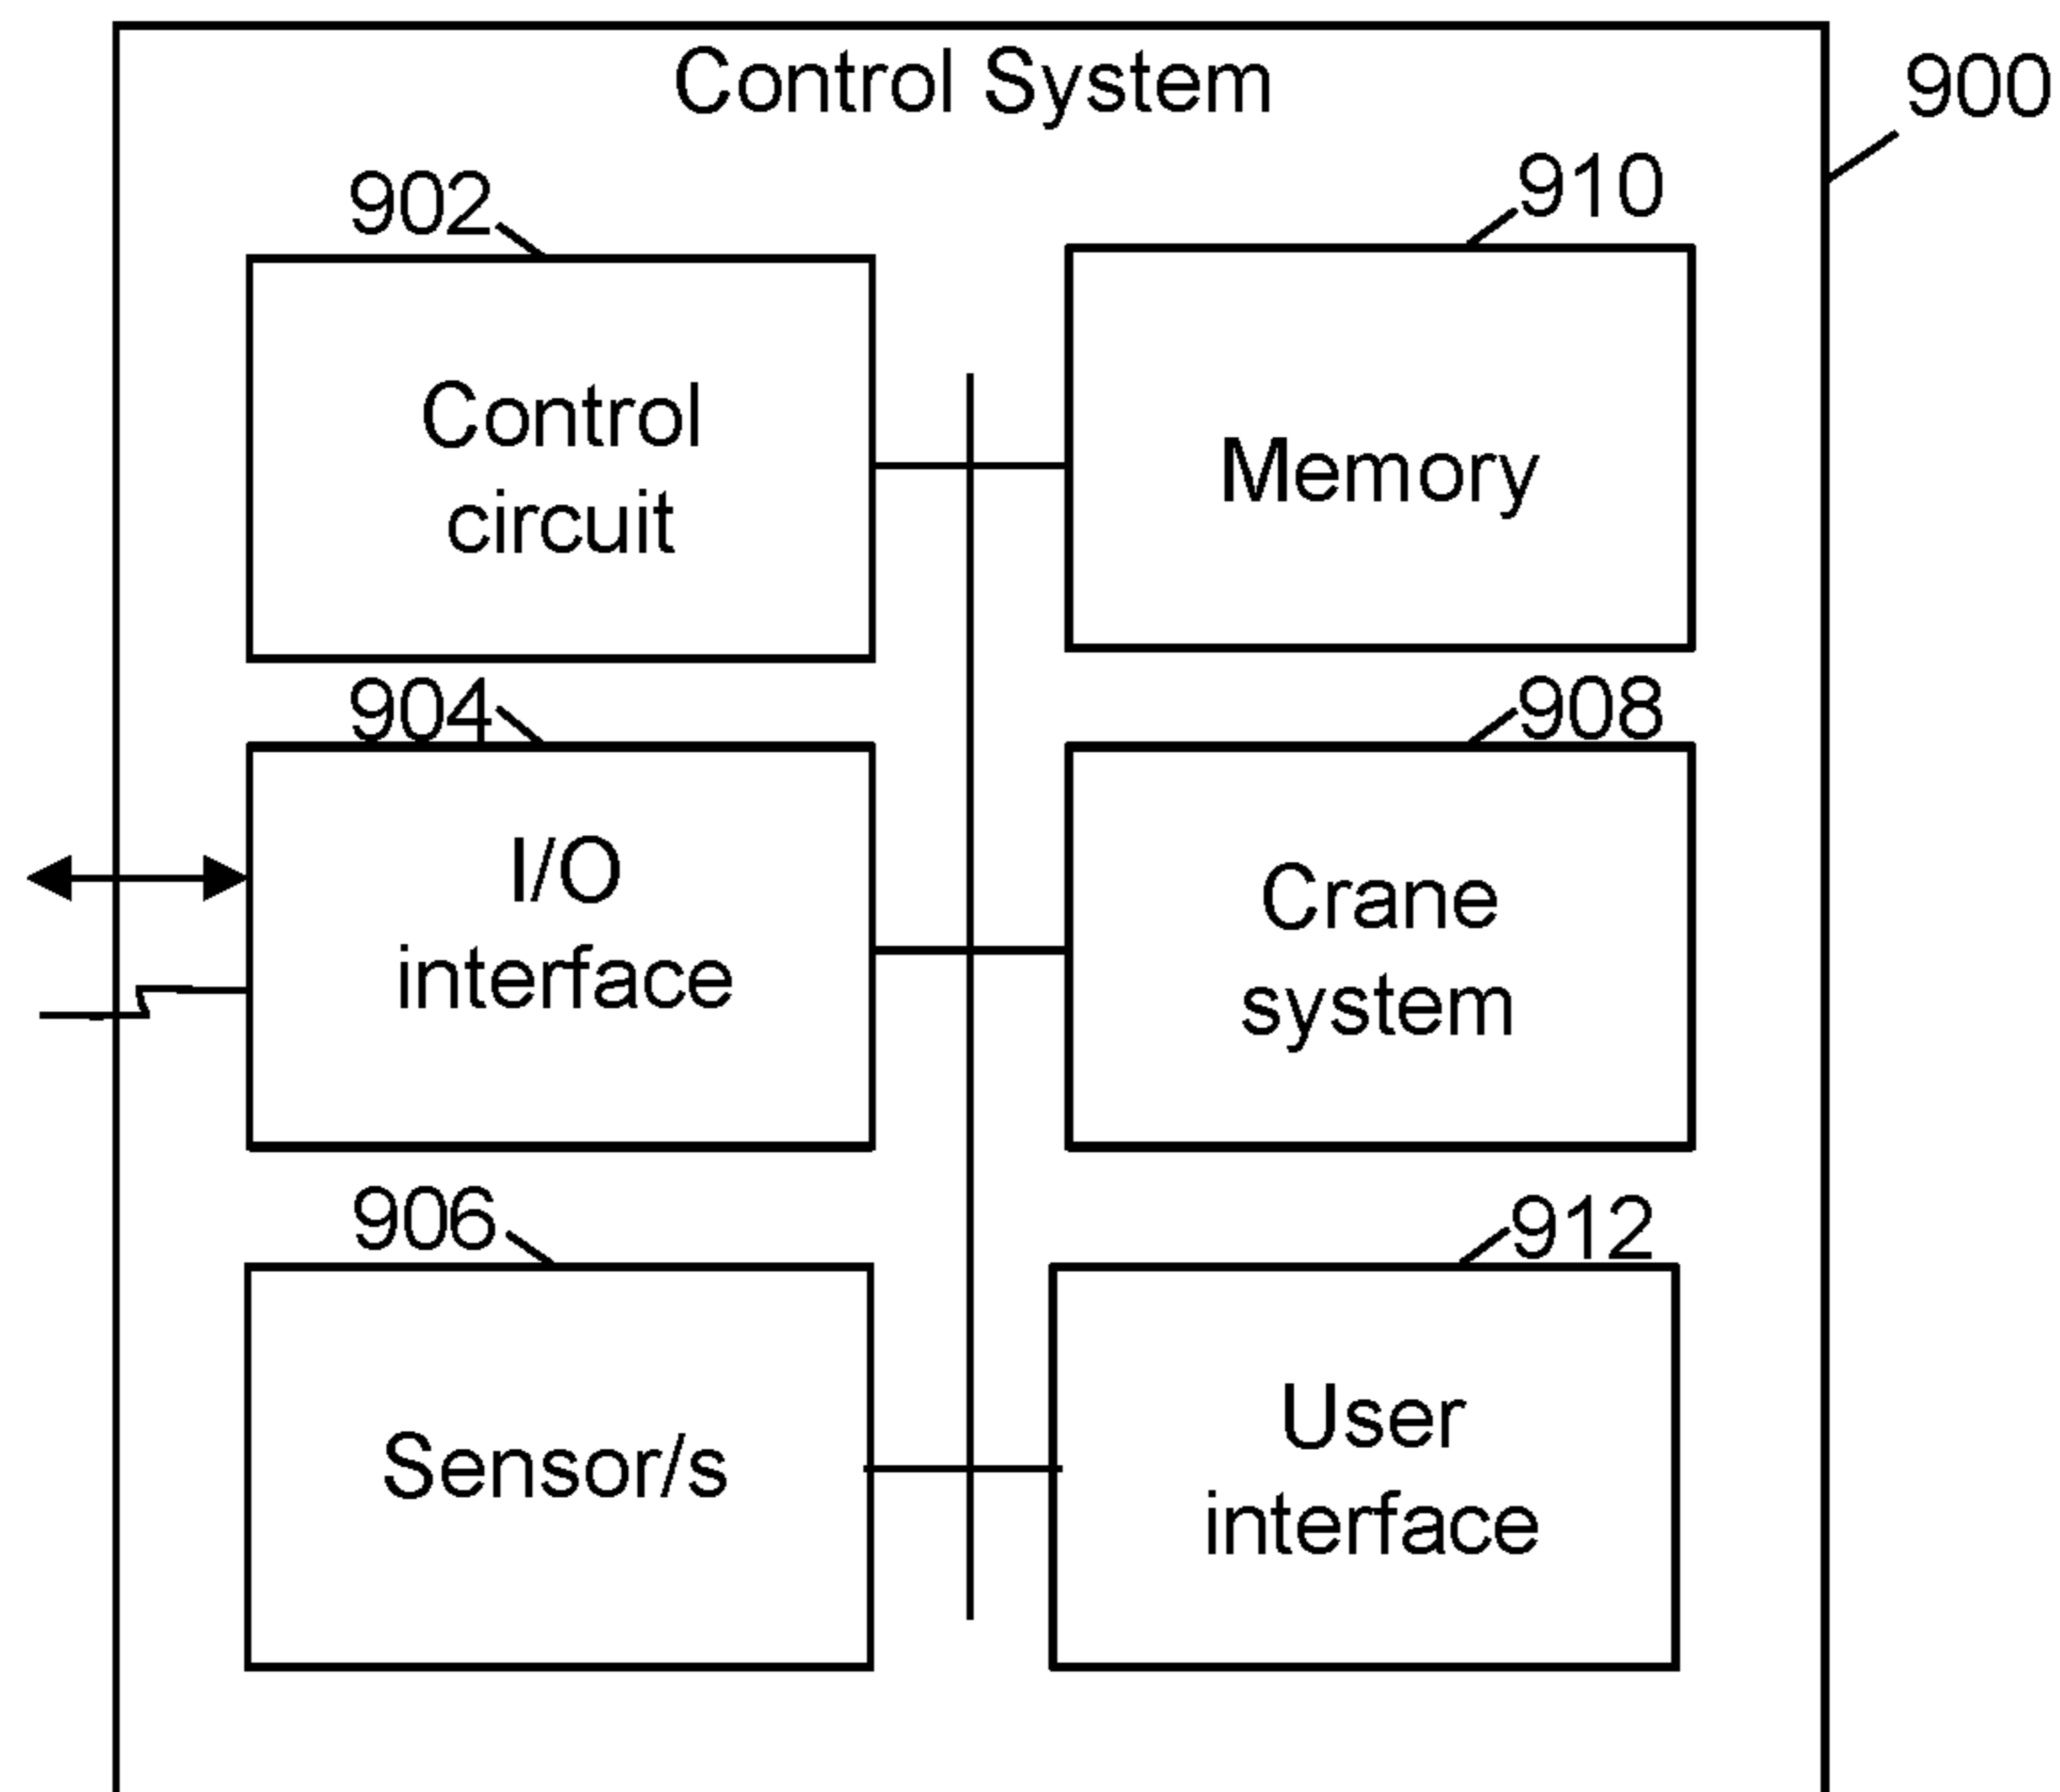 Control System
900
902
910
Control
circuit
Memory
904
908
I/O
interface
Crane
system
906
912
Sensor/s
User
interface